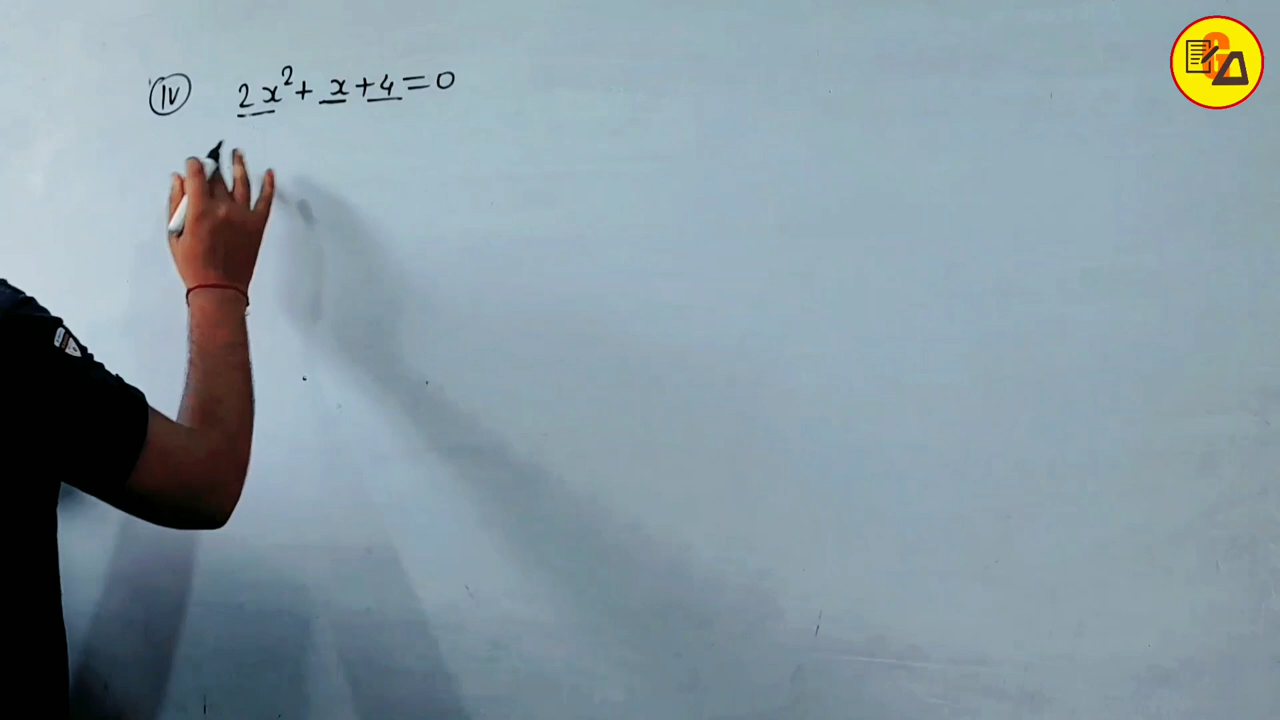 (IV) 2x² + x + 4 = 0